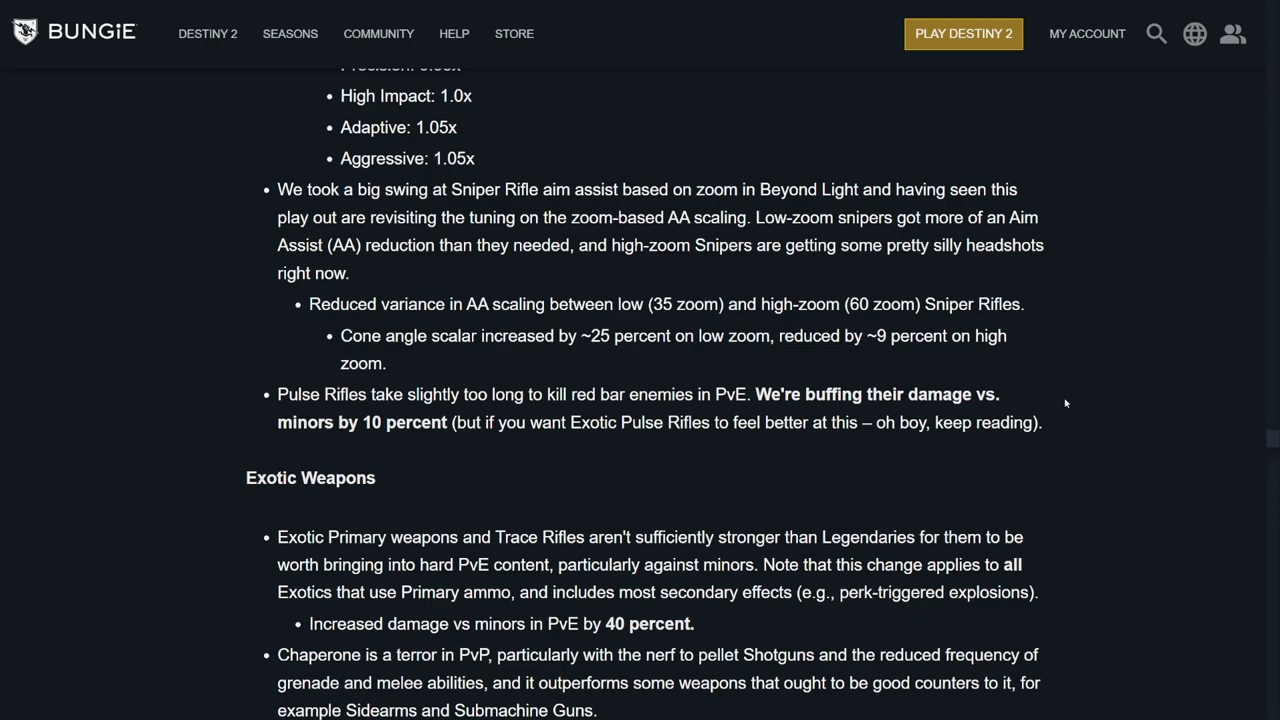 BUNGiE
DESTINY 2 SEASONS COMMUNITY HELP STORE PLAY DESTINY 2 MY ACCOUNT
• High Impact: 1.0x
• Adaptive: 1.05x
• Aggressive: 1.05x
• We took a big swing at Sniper Rifle aim assist based on zoom in Beyond Light and having seen this
play out are revisiting the tuning on the zoom-based AA scaling. Low-zoom snipers got more of an Aim
Assist (AA) reduction than they needed, and high-zoom Snipers are getting some pretty silly headshots
right now.
• Reduced variance in AA scaling between low (35 zoom) and high-zoom (60 zoom) Sniper Rifles.
• Cone angle scalar increased by ~25 percent on low zoom, reduced by ~9 percent on high
zoom.
• Pulse Rifles take slightly too long to kill red bar enemies in PvE. We're buffing their damage vs.
minors by 10 percent (but if you want Exotic Pulse Rifles to feel better at this – oh boy, keep reading).
Exotic Weapons
• Exotic Primary weapons and Trace Rifles aren't sufficiently stronger than Legendaries for them to be
worth bringing into hard PvE content, particularly against minors. Note that this change applies to all
Exotics that use Primary ammo, and includes most secondary effects (e.g., perk-triggered explosions).
• Increased damage vs minors in PvE by 40 percent.
• Chaperone is a terror in PvP, particularly with the nerf to pellet Shotguns and the reduced frequency of
grenade and melee abilities, and it outperforms some weapons that ought to be good counters to it, for
example Sidearms and Submachine Guns.